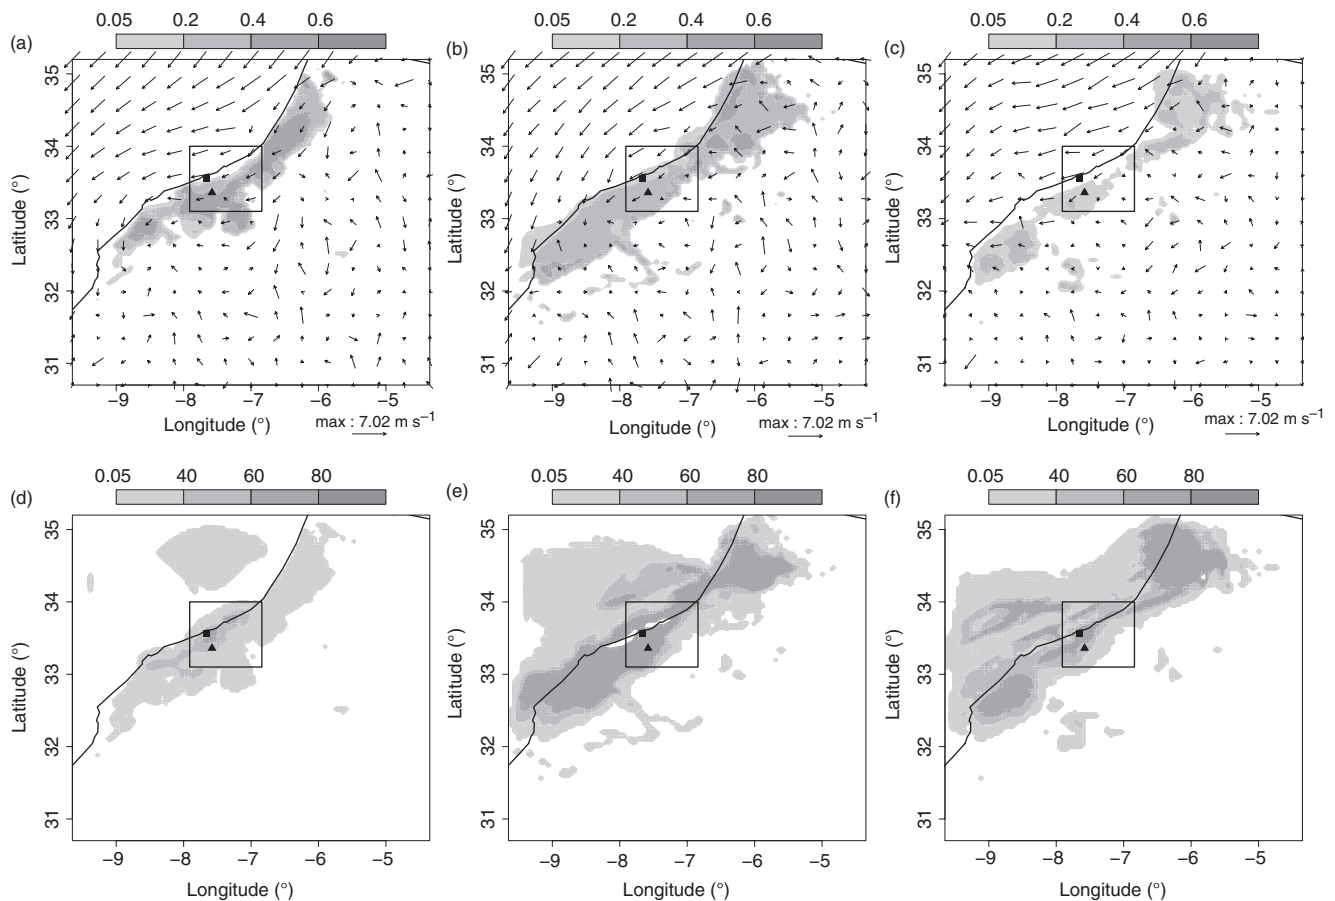 (a) 0.05 0.2 0.4 0.6
(b) 0.05 0.2 0.4 0.6
(c) 0.05 0.2 0.4 0.6
Latitude (°) 35 34 33 32 31
−9 −8 −7 −6 −5
Longitude (°)
max : 7.02 m s−1
Latitude (°) 35 34 33 32 31
−9 −8 −7 −6 −5
Longitude (°)
max : 7.02 m s−1
Latitude (°) 35 34 33 32 31
−9 −8 −7 −6 −5
Longitude (°)
max : 7.02 m s−1
(d) 0.05 40 60 80
(e) 0.05 40 60 80
(f) 0.05 40 60 80
Latitude (°) 35 34 33 32 31
−9 −8 −7 −6 −5
Longitude (°)
Latitude (°) 35 34 33 32 31
−9 −8 −7 −6 −5
Longitude (°)
Latitude (°) 35 34 33 32 31
−9 −8 −7 −6 −5
Longitude (°)